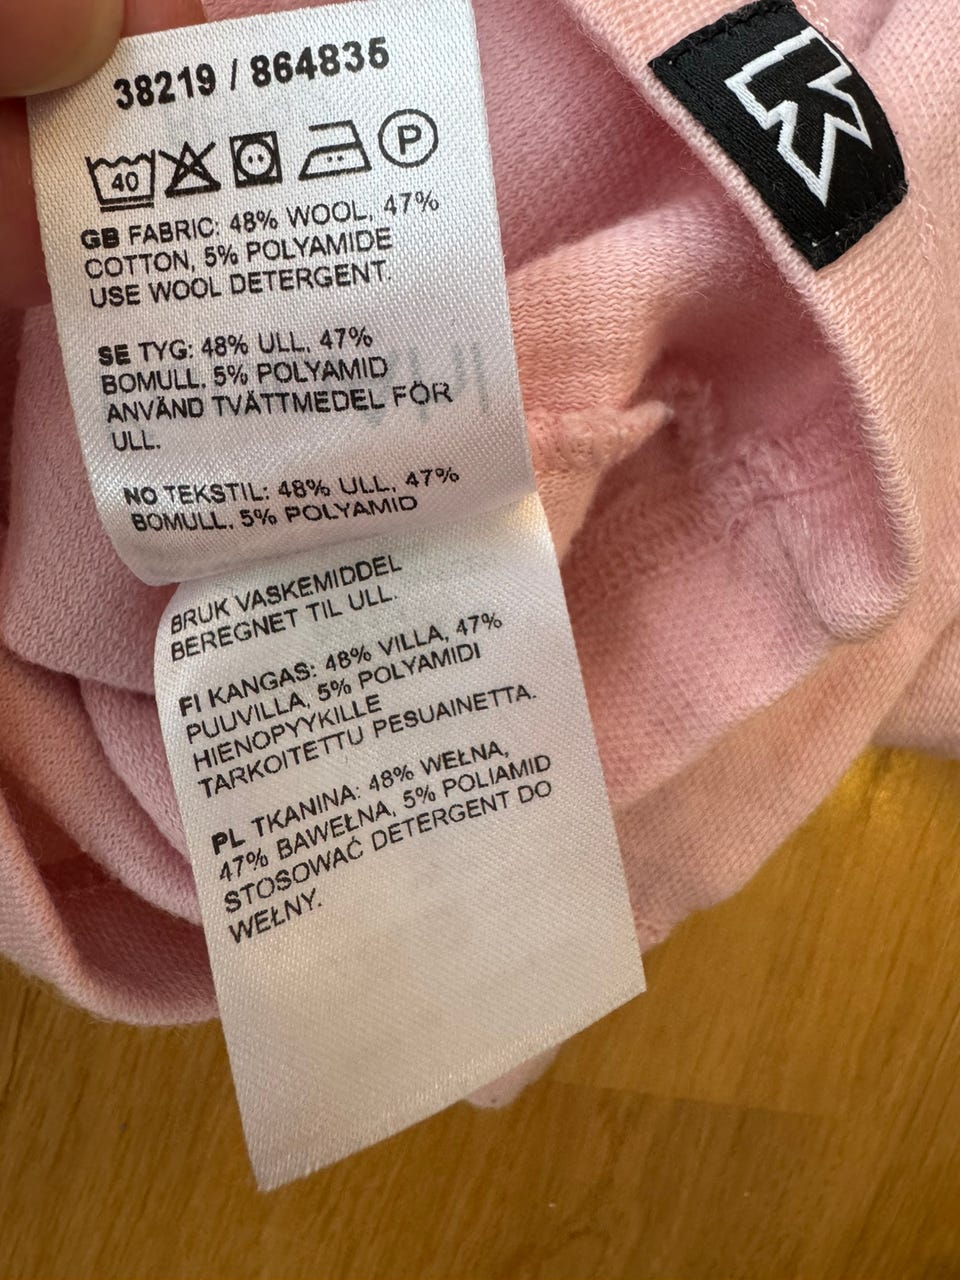 38219 / 864835
40 P
GB FABRIC: 48% WOOL, 47%
COTTON, 5% POLYAMIDE
USE WOOL DETERGENT.
SE TYG: 48% ULL, 47%
BOMULL, 5% POLYAMID
ANVÄND TVÄTTMEDEL FÖR
ULL.
NO TEKSTIL: 48% ULL, 47%
BOMULL, 5% POLYAMID
BRUK VASKEMIDDEL
BEREGNET TIL ULL.
FI KANGAS: 48% VILLA, 47%
PUUVILLA, 5% POLYAMIDI
HIENOPYYKILLE
TARKOITETTU PESUAINETTA.
PL TKANINA: 48% WEŁNA,
47% BAWEŁNA, 5% POLIAMID
STOSOWAĆ DETERGENT DO
WEŁNY.
K